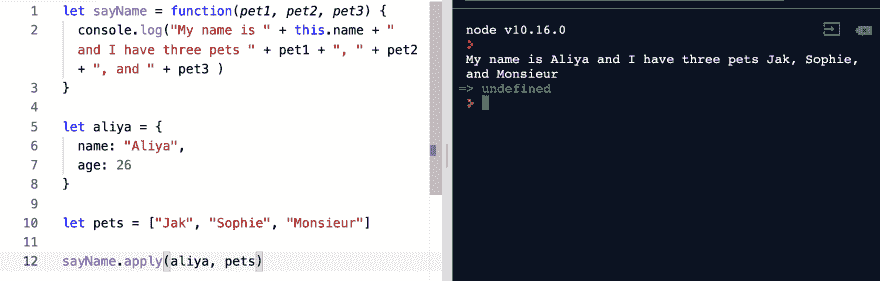 1 let sayName = function(pet1, pet2, pet3) {
2 console.log("My name is " + this.name + "
and I have three pets " + pet1 + ", " + pet2
+ ", and " + pet3 )
3 }
4
5 let aliya = {
6 name: "Aliya",
7 age: 26
8 }
9
10 let pets = ["Jak", "Sophie", "Monsieur"]
11
12 sayName.apply(aliya, pets)
node v10.16.0
My name is Aliya and I have three pets Jak, Sophie,
and Monsieur
=> undefined